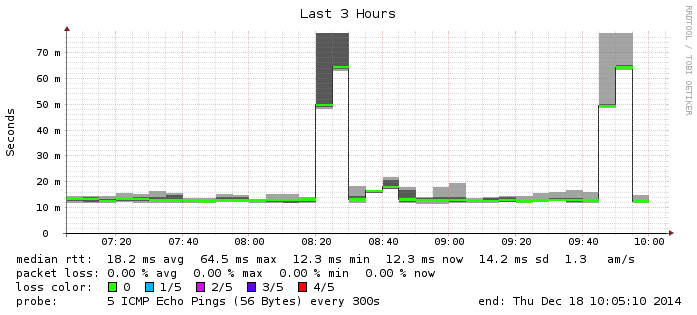 Last 3 Hours
RRDTOOL / TOBI OETIKER
Seconds
70 m
60 m
50 m
40 m
30 m
20 m
10 m
0
07:20 07:40 08:00 08:20 08:40 09:00 09:20 09:40 10:00
median rtt: 18.2 ms avg 64.5 ms max 12.3 ms min 12.3 ms now 14.2 ms sd 1.3 am/s
packet loss: 0.00 % avg 0.00 % max 0.00 % min 0.00 % now
loss color: 0 1/5 2/5 3/5 4/5
probe: 5 ICMP Echo Pings (56 Bytes) every 300s end: Thu Dec 18 10:05:10 2014